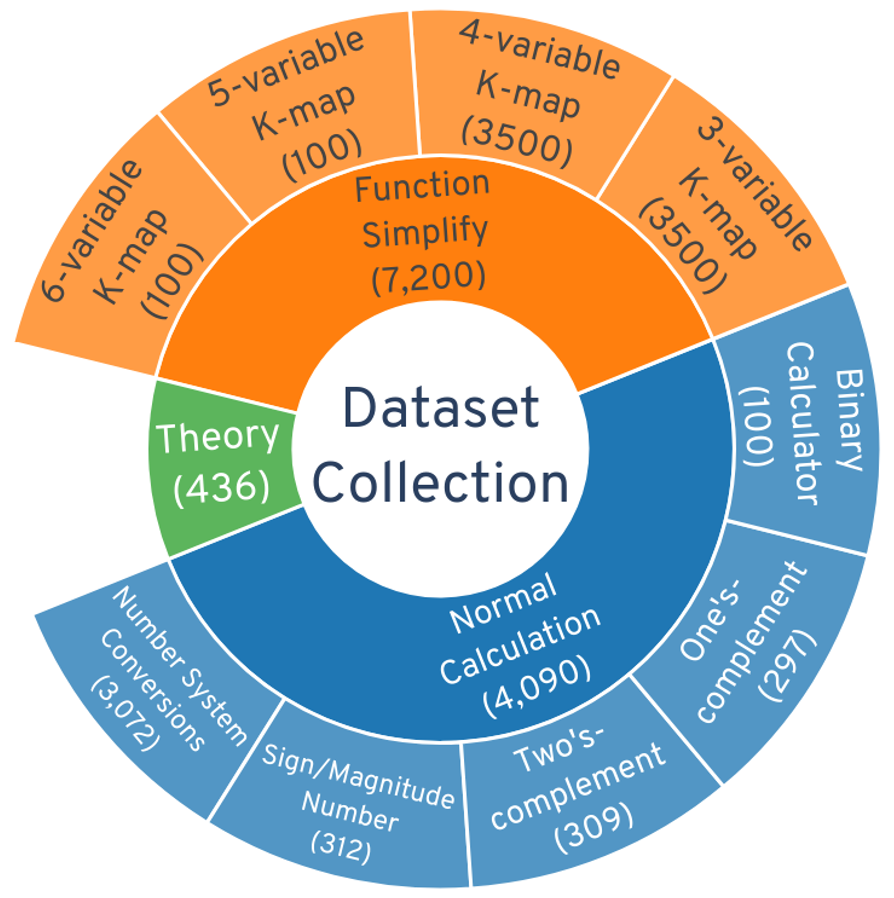 Dataset
Collection
Function
Simplify
(7,200)
6-variable
K-map
(100)
5-variable
K-map
(100)
4-variable
K-map
(3500)
3-variable
K-map
(3500)
Normal
Calculation
(4,090)
Binary
Calculator
(100)
One's-
complement
(297)
Two's-
complement
(309)
Sign/Magnitude
Number
(312)
Number System
Conversions
(3,072)
Theory
(436)